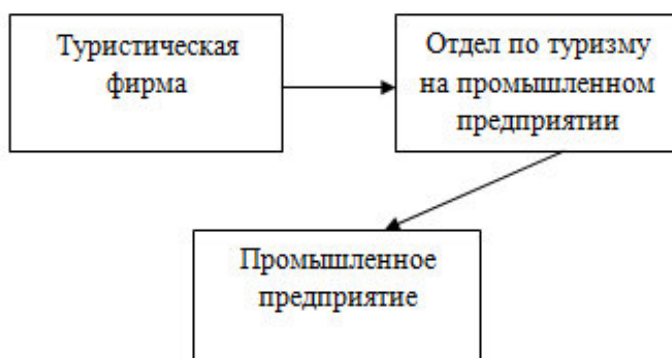 Туристическая
фирма
Отдел по туризму
на промышленном
предприятии
Промышленное
предприятие